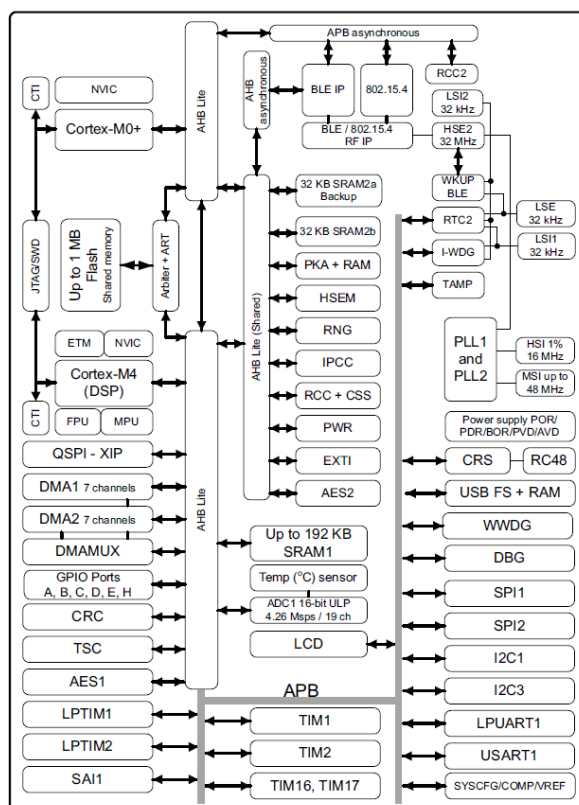 APB asynchronous
CTI
NVIC
Cortex-M0+
AHB Lite
AHB
asynchronous
BLE IP
802.15.4
RCC2
BLE / 802.15.4
RF IP
LSI2
32 kHz
HSE2
32 MHz
WKUP
BLE
32 KB SRAM2a
Backup
32 KB SRAM2b
PKA + RAM
HSEM
RNG
IPCC
RCC + CSS
PWR
EXTI
AES2
AHB Lite (Shared)
RTC2
I-WDG
TAMP
LSE
32 kHz
LSI1
32 kHz
JTAG/SWD
Up to 1 MB
Flash
Shared memory
Arbiter + ART
PLL1
and
PLL2
HSI 1%
16 MHz
MSI up to
48 MHz
ETM
NVIC
Cortex-M4
(DSP)
CTI
FPU
MPU
AHB Lite
Power supply POR/
PDR/BOR/PVD/AVD
QSPI - XIP
DMA1 7 channels
DMA2 7 channels
DMAMUX
GPIO Ports
A, B, C, D, E, H
CRC
TSC
AES1
LPTIM1
LPTIM2
SAI1
Up to 192 KB
SRAM1
Temp (°C) sensor
ADC1 16-bit ULP
4.26 Msps / 19 ch
LCD
APB
TIM1
TIM2
TIM16, TIM17
CRS
RC48
USB FS + RAM
WWDG
DBG
SPI1
SPI2
I2C1
I2C3
LPUART1
USART1
SYSCFG/COMP/VREF